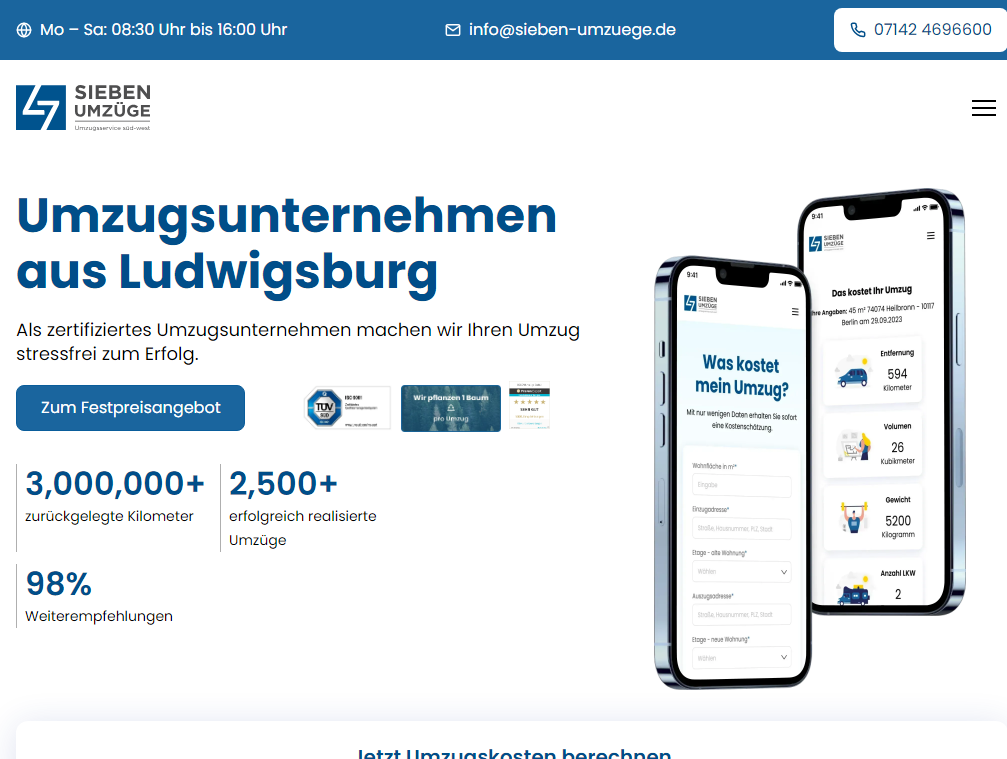 Mo – Sa: 08:30 Uhr bis 16:00 Uhr
info@sieben-umzuege.de
07142 4696600
SIEBEN
UMZÜGE
Umzugsservice süd-west
Umzugsunternehmen
aus Ludwigsburg
Als zertifiziertes Umzugsunternehmen machen wir Ihren Umzug
stressfrei zum Erfolg.
Zum Festpreisangebot
TÜV
SÜD
ISO 9001
Wir pflanzen 1 Baum
pro Umzug
SEHR GUT
3,000,000+
zurückgelegte Kilometer
2,500+
erfolgreich realisierte
Umzüge
98%
Weiterempfehlungen
9:41
SIEBEN
UMZÜGE
Was kostet
mein Umzug?
Mit nur wenigen Daten erhalten Sie sofort
eine Kostenschätzung.
Wohnfläche in m²*
Eingabe
Einzugadresse*
Straße, Hausnummer, PLZ, Stadt
Etage - alte Wohnung*
Wählen
Auszugsadresse*
Straße, Hausnummer, PLZ, Stadt
Etage - neue Wohnung*
Wählen
9:41
SIEBEN
UMZÜGE
Das kostet Ihr Umzug
Ihre Angaben: 45 m² 74074 Heilbronn - 10117
Berlin am 29.09.2023
Entfernung
594
Kilometer
Volumen
26
Kubikmeter
Gewicht
5200
Kilogramm
Anzahl LKW
2
Jetzt Umzugskosten berechnen